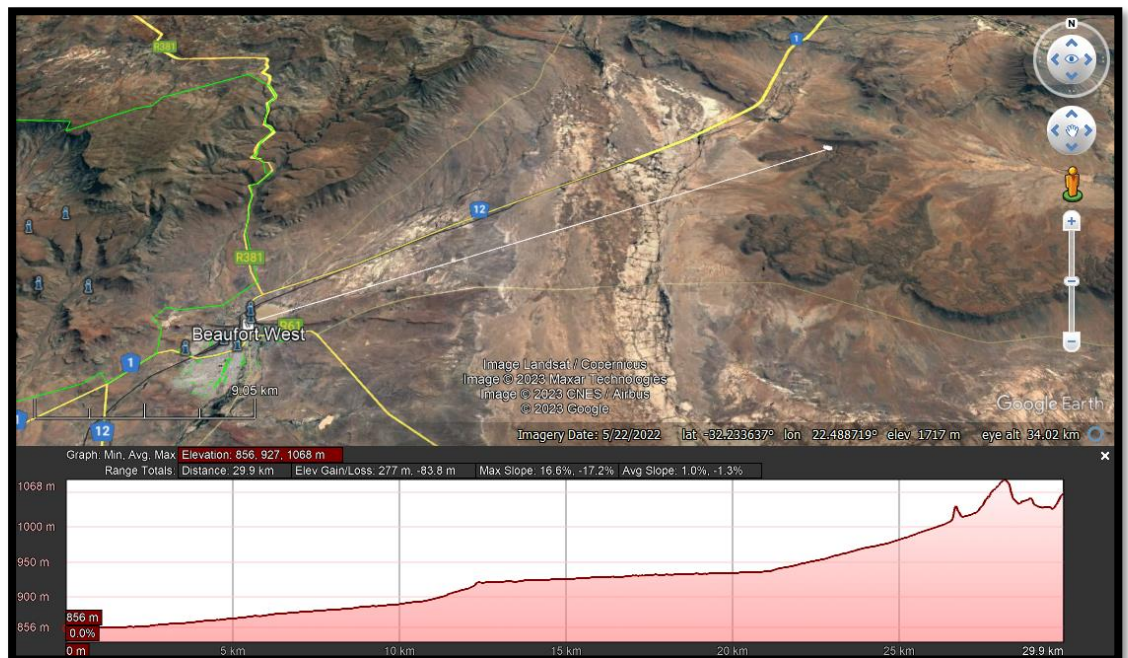 N
R381
1
12
R381
R61
Beaufort West
1
9.05 km
1
12
Image Landsat / Copernicus
Image © 2023 Maxar Technologies
Image © 2023 CNES / Airbus
© 2023 Google
Google Earth
Imagery Date: 5/22/2022 lat -32.233637° lon 22.488719° elev 1717 m eye alt 34.02 km
Graph: Min, Avg, Max Elevation: 856, 927, 1068 m
Range Totals: Distance: 29.9 km Elev Gain/Loss: 277 m, -83.8 m Max Slope: 16.6%, -17.2% Avg Slope: 1.0%, -1.3%
1068 m
1000 m
950 m
900 m
856 m
856 m
0.0%
0 m 5 km 10 km 15 km 20 km 25 km 29.9 km